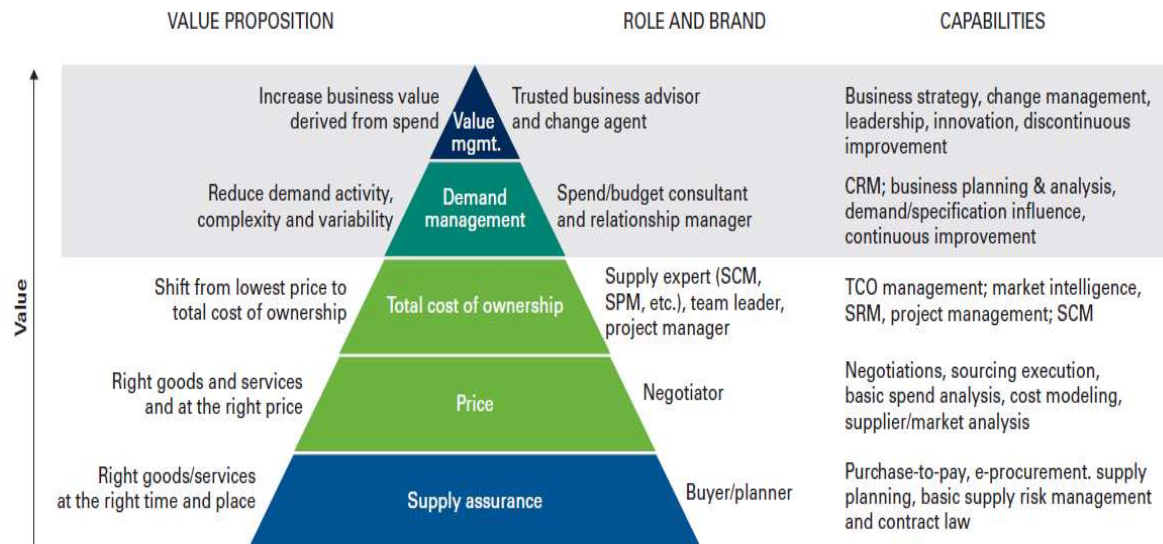 VALUE PROPOSITION
ROLE AND BRAND
CAPABILITIES
Value
Increase business value
derived from spend
Value
mgmt.
Trusted business advisor
and change agent
Business strategy, change management,
leadership, innovation, discontinuous
improvement
Reduce demand activity,
complexity and variability
Demand
management
Spend/budget consultant
and relationship manager
CRM; business planning & analysis,
demand/specification influence,
continuous improvement
Shift from lowest price to
total cost of ownership
Total cost of ownership
Supply expert (SCM,
SPM, etc.), team leader,
project manager
TCO management; market intelligence,
SRM, project management; SCM
Right goods and services
and at the right price
Price
Negotiator
Negotiations, sourcing execution,
basic spend analysis, cost modeling,
supplier/market analysis
Right goods/services
at the right time and place
Supply assurance
Buyer/planner
Purchase-to-pay, e-procurement. supply
planning, basic supply risk management
and contract law